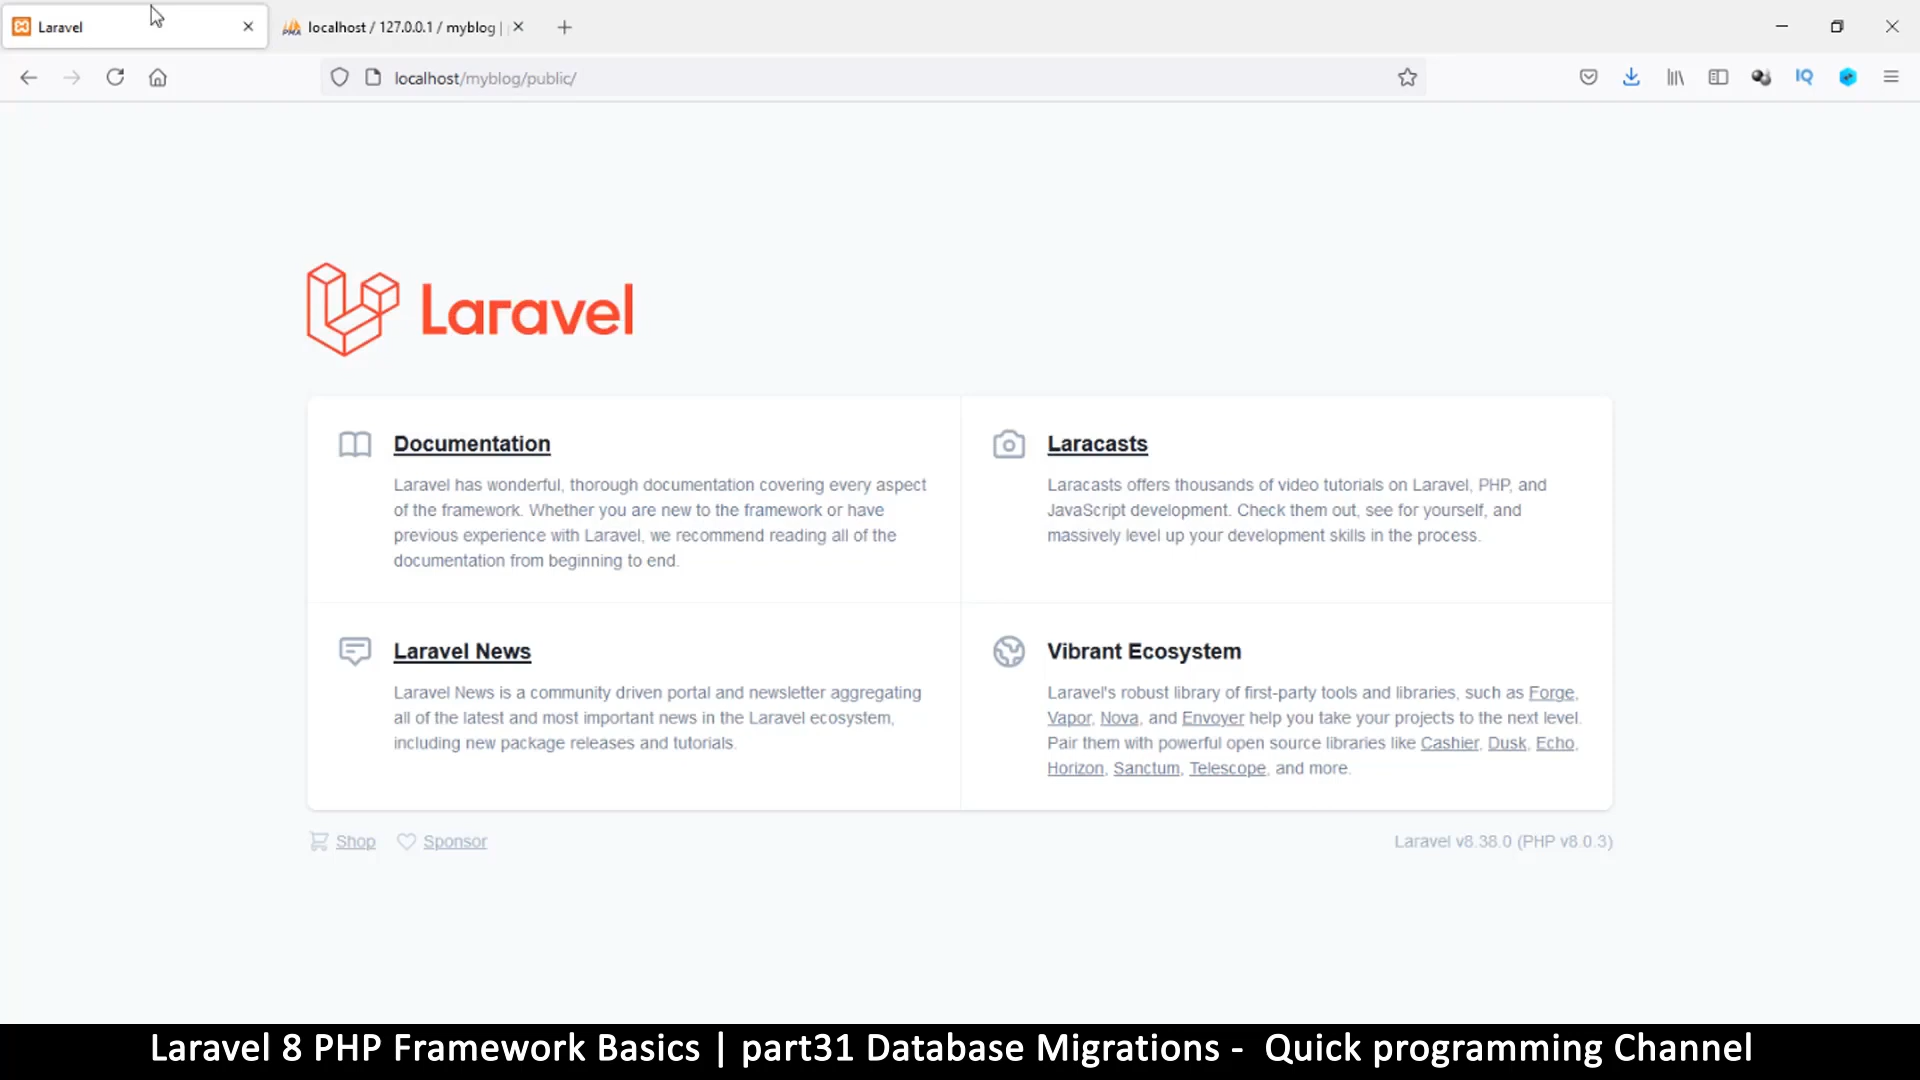 Laravel
localhost / 127.0.0.1 / myblog |
localhost/myblog/public/
IQ
Laravel
Documentation
Laravel has wonderful, thorough documentation covering every aspect
of the framework. Whether you are new to the framework or have
previous experience with Laravel, we recommend reading all of the
documentation from beginning to end.
Laracasts
Laracasts offers thousands of video tutorials on Laravel, PHP, and
JavaScript development. Check them out, see for yourself, and
massively level up your development skills in the process.
Laravel News
Laravel News is a community driven portal and newsletter aggregating
all of the latest and most important news in the Laravel ecosystem,
including new package releases and tutorials.
Vibrant Ecosystem
Laravel's robust library of first-party tools and libraries, such as Forge,
Vapor, Nova, and Envoyer help you take your projects to the next level.
Pair them with powerful open source libraries like Cashier, Dusk, Echo,
Horizon, Sanctum, Telescope, and more.
Shop Sponsor
Laravel v8.38.0 (PHP v8.0.3)
Laravel 8 PHP Framework Basics | part31 Database Migrations - Quick programming Channel